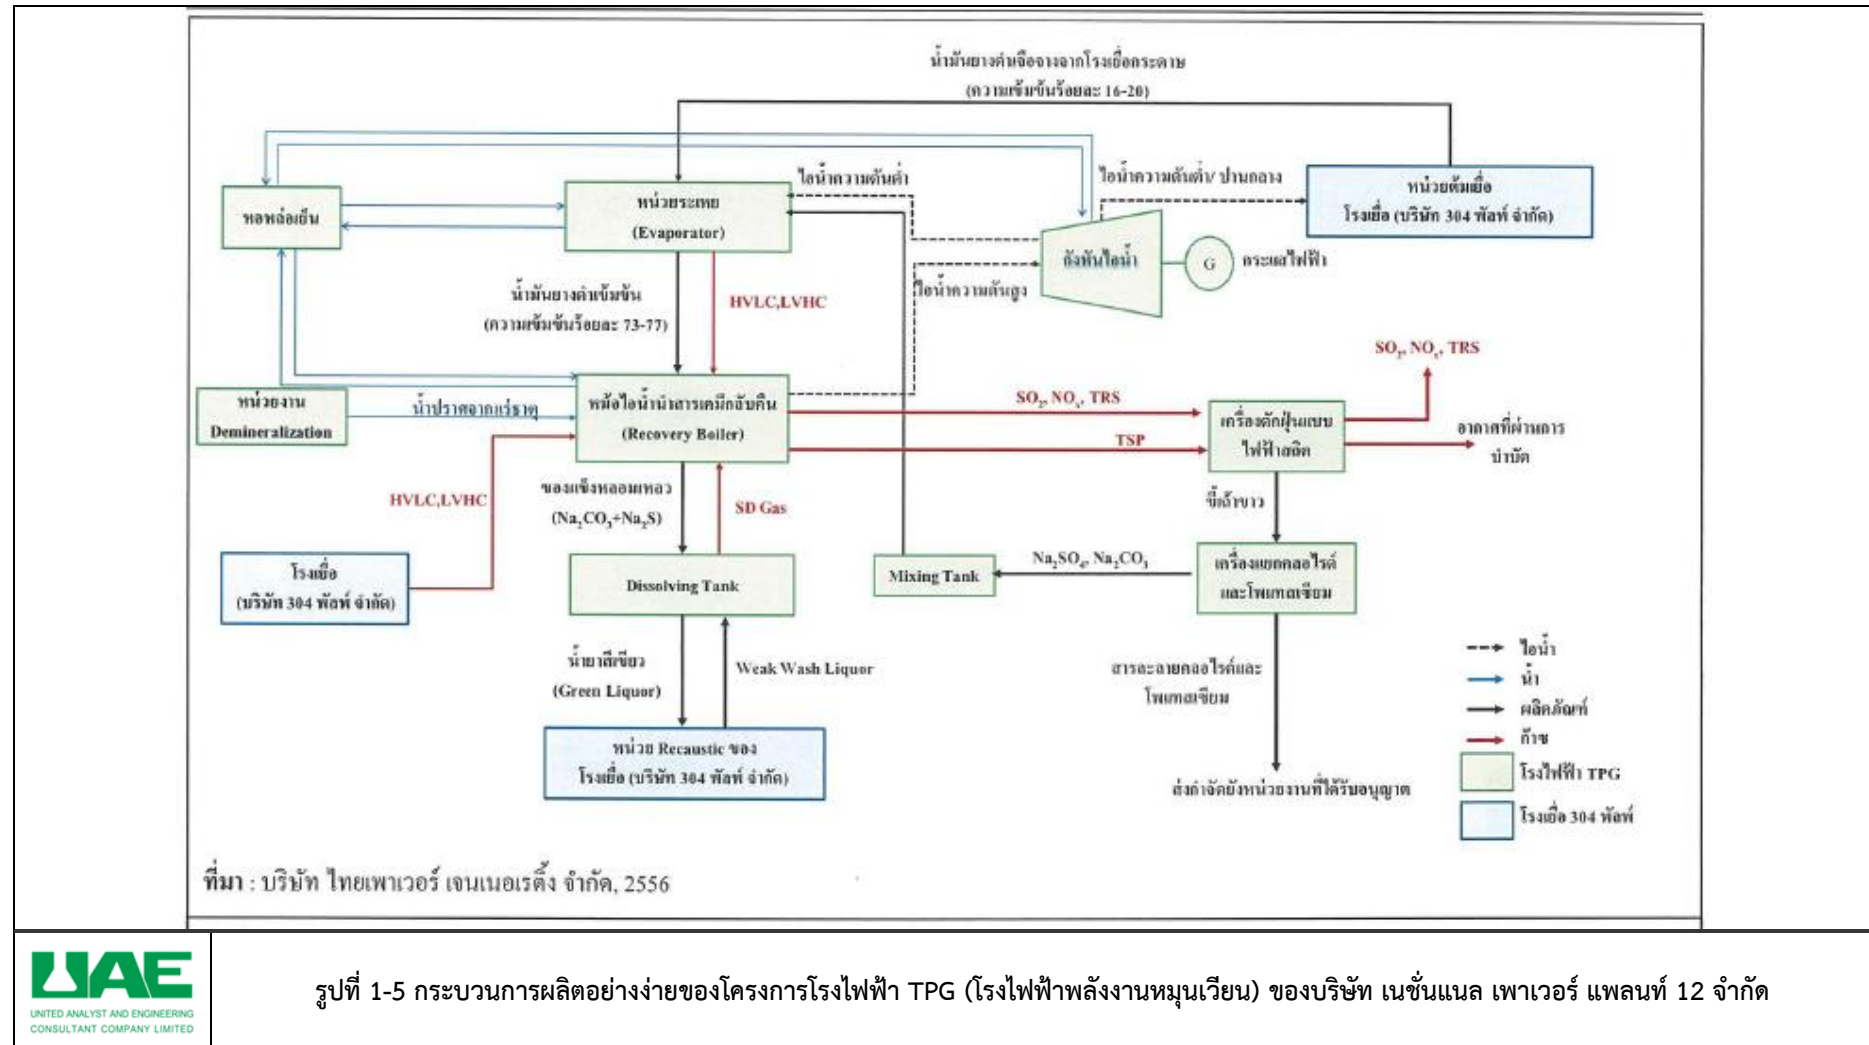 น้ำมันยางดำเจือจางจากโรงเยื่อกระดาษ
(ความเข้มข้นร้อยละ 16-20)
ไอน้ำความดันต่ำ
ไอน้ำความดันต่ำ/ ปานกลาง
หน่วยต้มเยื่อ
โรงเยื่อ (บริษัท 304 พัลพ์ จำกัด)
หอหล่อเย็น
หน่วยระเหย
(Evaporator)
กังหันไอน้ำ
G
กระแสไฟฟ้า
น้ำมันยางดำเข้มข้น
(ความเข้มข้นร้อยละ 73-77)
HVLC,LVHC
ไอน้ำความดันสูง
SO₂, NOₓ, TRS
หน่วยงาน
Demineralization
น้ำปราศจากแร่ธาตุ
หม้อไอน้ำนำสารเคมีกลับคืน
(Recovery Boiler)
SO₂, NOₓ, TRS
TSP
เครื่องดักฝุ่นแบบ
ไฟฟ้าสถิต
อากาศที่ผ่านการ
บำบัด
HVLC,LVHC
ของแข็งหลอมเหลว
(Na₂CO₃+Na₂S)
SD Gas
ขี้เถ้าขาว
โรงเยื่อ
(บริษัท 304 พัลพ์ จำกัด)
Dissolving Tank
Mixing Tank
Na₂SO₄, Na₂CO₃
เครื่องแยกคลอไรด์
และโพแทสเซียม
น้ำยาสีเขียว
(Green Liquor)
Weak Wash Liquor
สารละลายคลอไรด์และ
โพแทสเซียม
หน่วย Recaustic ของ
โรงเยื่อ (บริษัท 304 พัลพ์ จำกัด)
ส่งกำจัดยังหน่วยงานที่ได้รับอนุญาต
ไอน้ำ
น้ำ
ผลิตภัณฑ์
ก๊าซ
โรงไฟฟ้า TPG
โรงเยื่อ 304 พัลพ์
ที่มา : บริษัท ไทยเพาเวอร์ เจนเนอเรติ้ง จำกัด, 2556
UAE
UNITED ANALYST AND ENGINEERING
CONSULTANT COMPANY LIMITED
รูปที่ 1-5 กระบวนการผลิตอย่างง่ายของโครงการโรงไฟฟ้า TPG (โรงไฟฟ้าพลังงานหมุนเวียน) ของบริษัท เนชั่นแนล เพาเวอร์ แพลนท์ 12 จำกัด